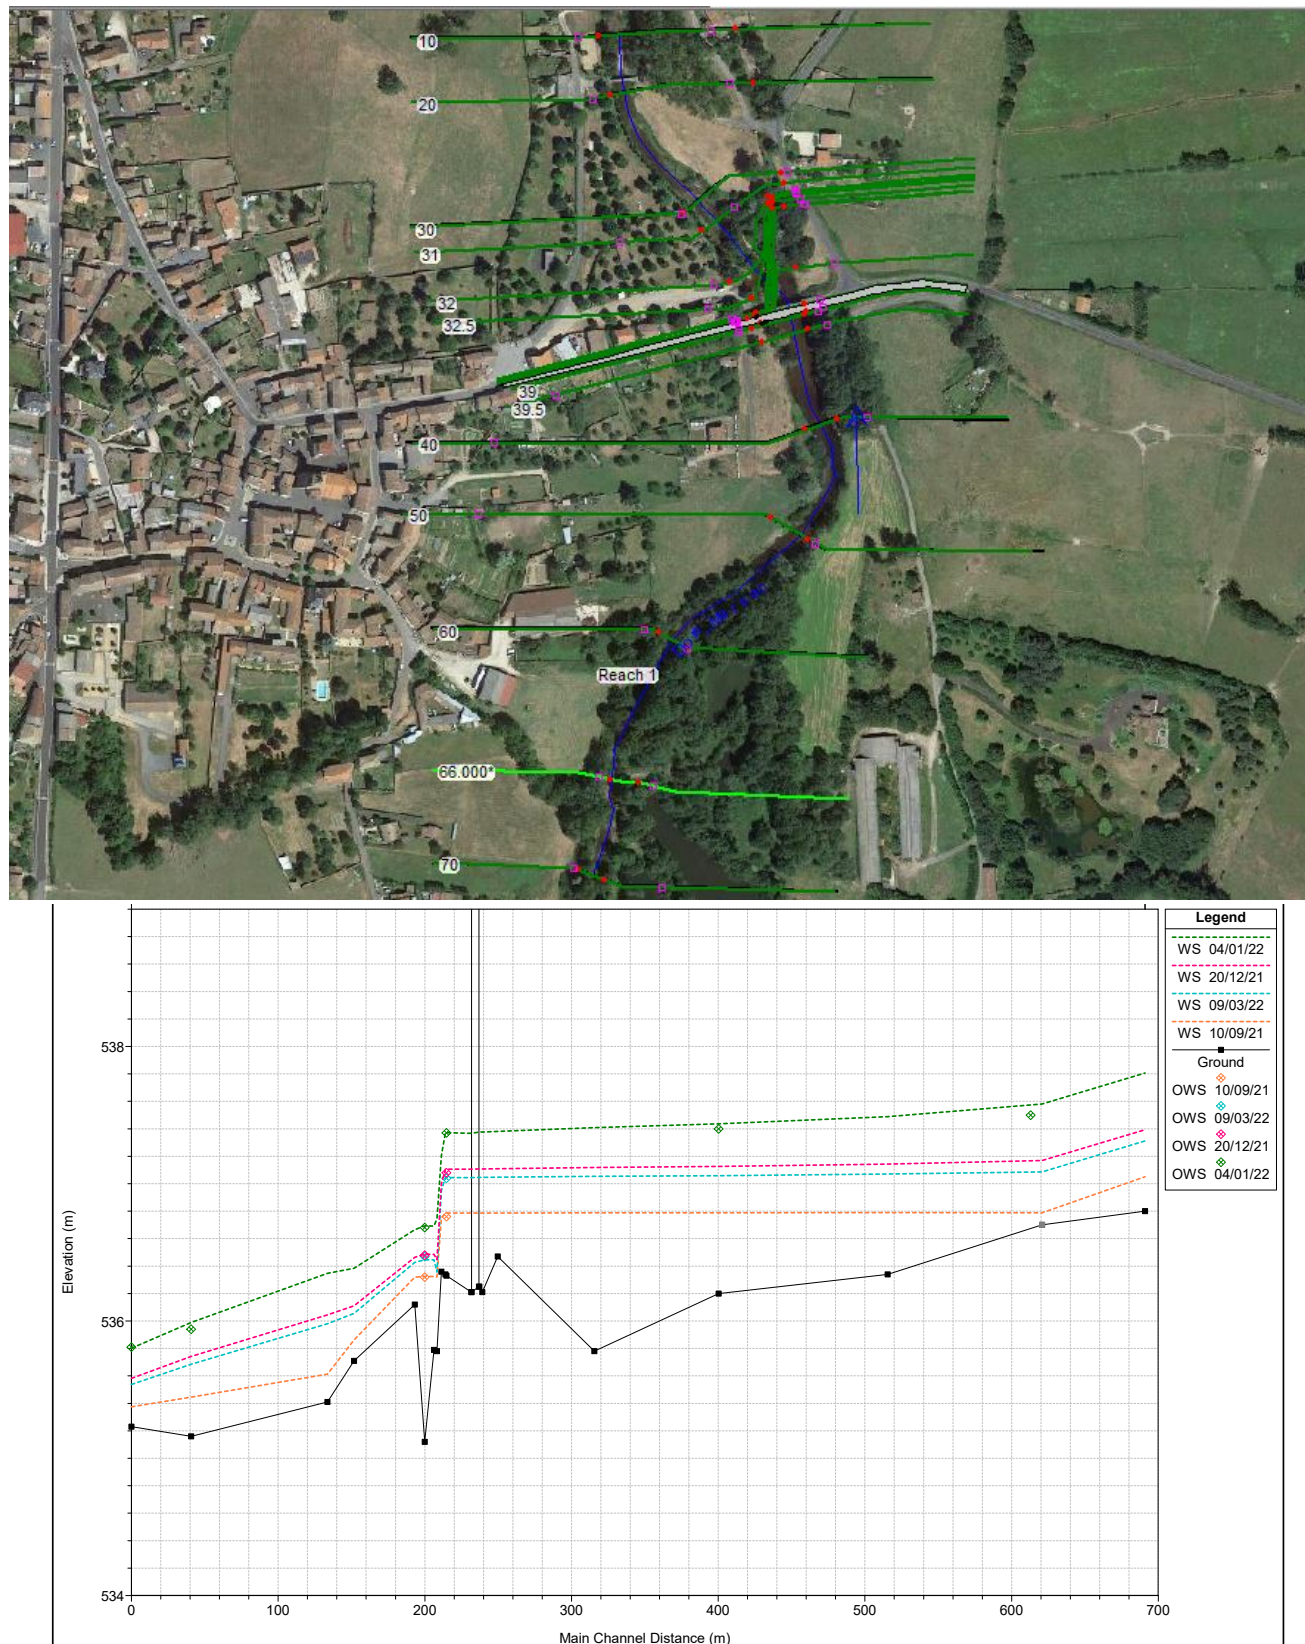 10
20
30
31
32
32.5
39
39.5
40
50
60
Reach 1
66.000*
70
Legend
WS 04/01/22
WS 20/12/21
WS 09/03/22
WS 10/09/21
Ground
OWS 10/09/21
OWS 09/03/22
OWS 20/12/21
OWS 04/01/22
538
536
534
Elevation (m)
0 100 200 300 400 500 600 700
Main Channel Distance (m)